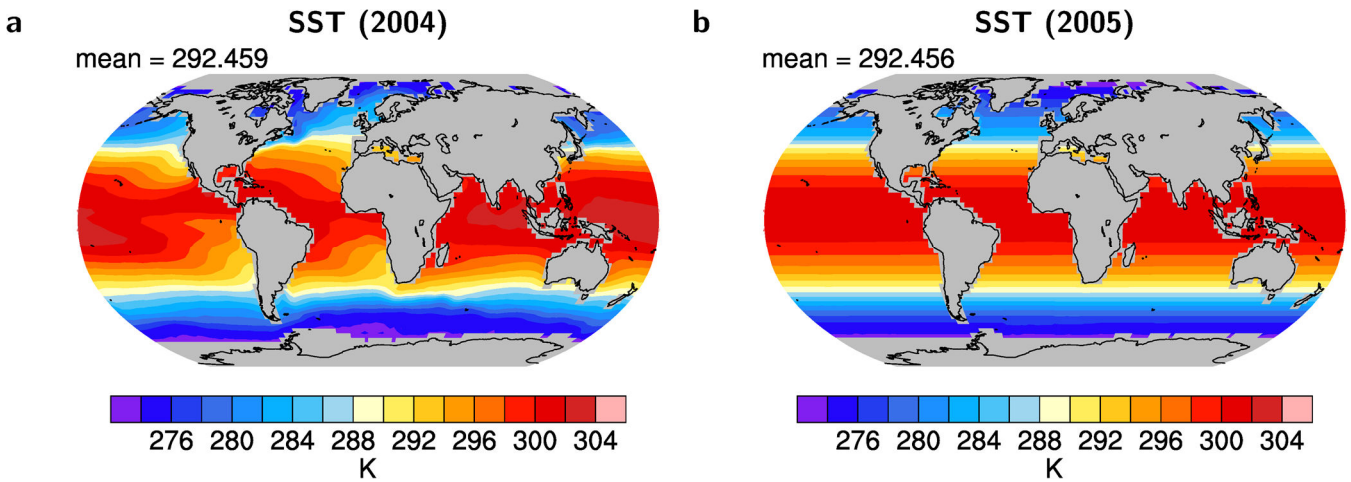 a
SST (2004)
mean = 292.459
276 280 284 288 292 296 300 304
K
b
SST (2005)
mean = 292.456
276 280 284 288 292 296 300 304
K